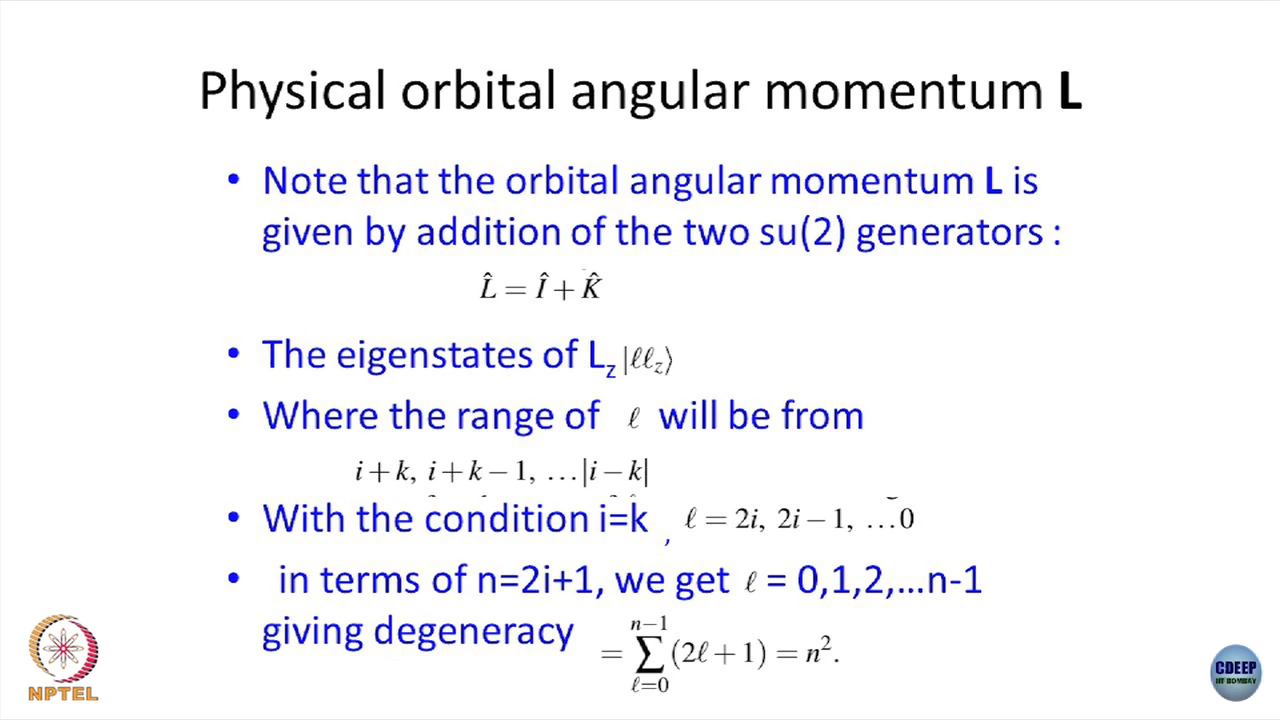 Physical orbital angular momentum L
• Note that the orbital angular momentum L is
given by addition of the two su(2) generators :
L̂ = Î + K̂
• The eigenstates of L_z |ℓℓ_z⟩
• Where the range of ℓ will be from
i + k, i + k − 1, …|i − k|
• With the condition i=k , ℓ = 2i, 2i − 1, …0
• in terms of n=2i+1, we get ℓ = 0,1,2,…n-1
giving degeneracy = ∑_{ℓ=0}^{n−1} (2ℓ + 1) = n².
NPTEL
CDEEP
IIT BOMBAY